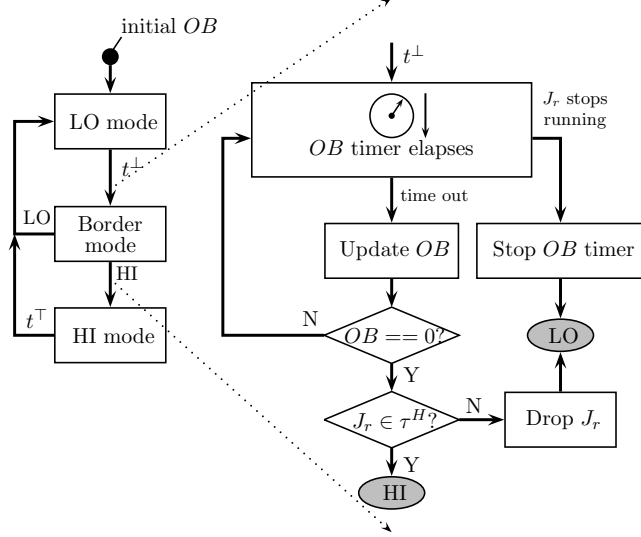 initial OB
LO mode
t⊥
LO
Border
mode
HI
t⊤
HI mode
t⊥
OB timer elapses
J_r stops
running
time out
Update OB
Stop OB timer
N
OB == 0?
LO
Y
J_r ∈ τ^H?
N
Drop J_r
Y
HI